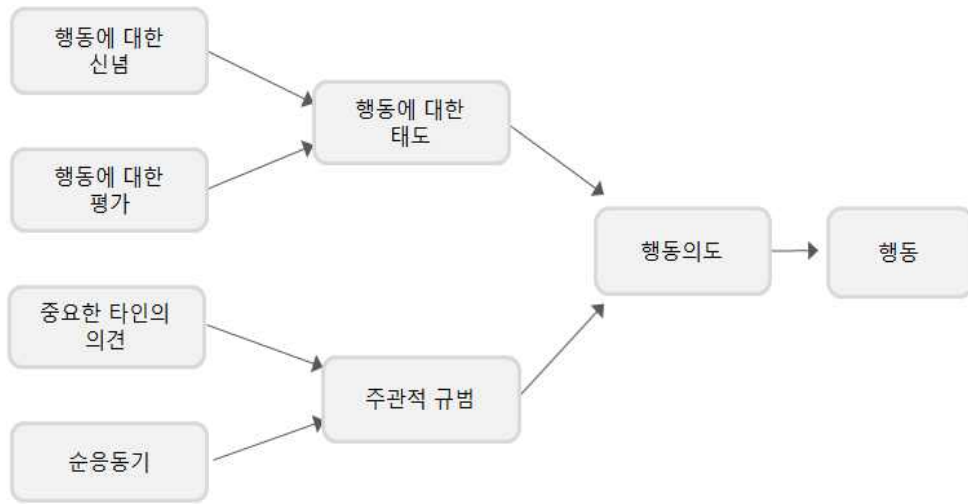 행동에 대한
신념
행동에 대한
평가
행동에 대한
태도
중요한 타인의
의견
순응동기
주관적 규범
행동의도
행동